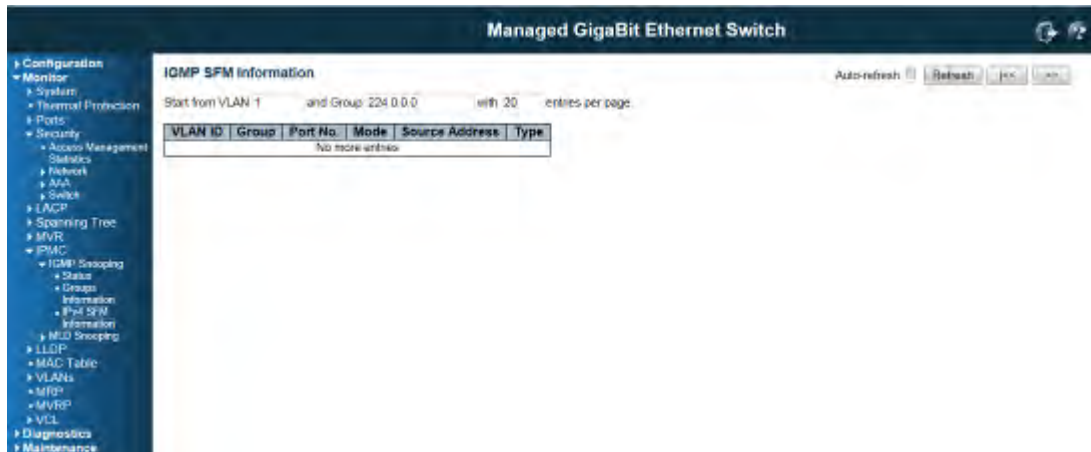 Managed GigaBit Ethernet Switch
Configuration
Monitor
System
Thermal Protection
Ports
Security
Access Management
Statistics
Network
AAA
Switch
LACP
Spanning Tree
MVR
IPMC
IGMP Snooping
Status
Groups
Information
IPv4 SFM
Information
MLD Snooping
LLDP
MAC Table
VLANs
MRP
MVRP
VCL
Diagnostics
Maintenance
IGMP SFM Information
Auto-refresh Refresh |<< >>
Start from VLAN 1 and Group 224.0.0.0 with 20 entries per page.
VLAN ID Group Port No. Mode Source Address Type
No more entries